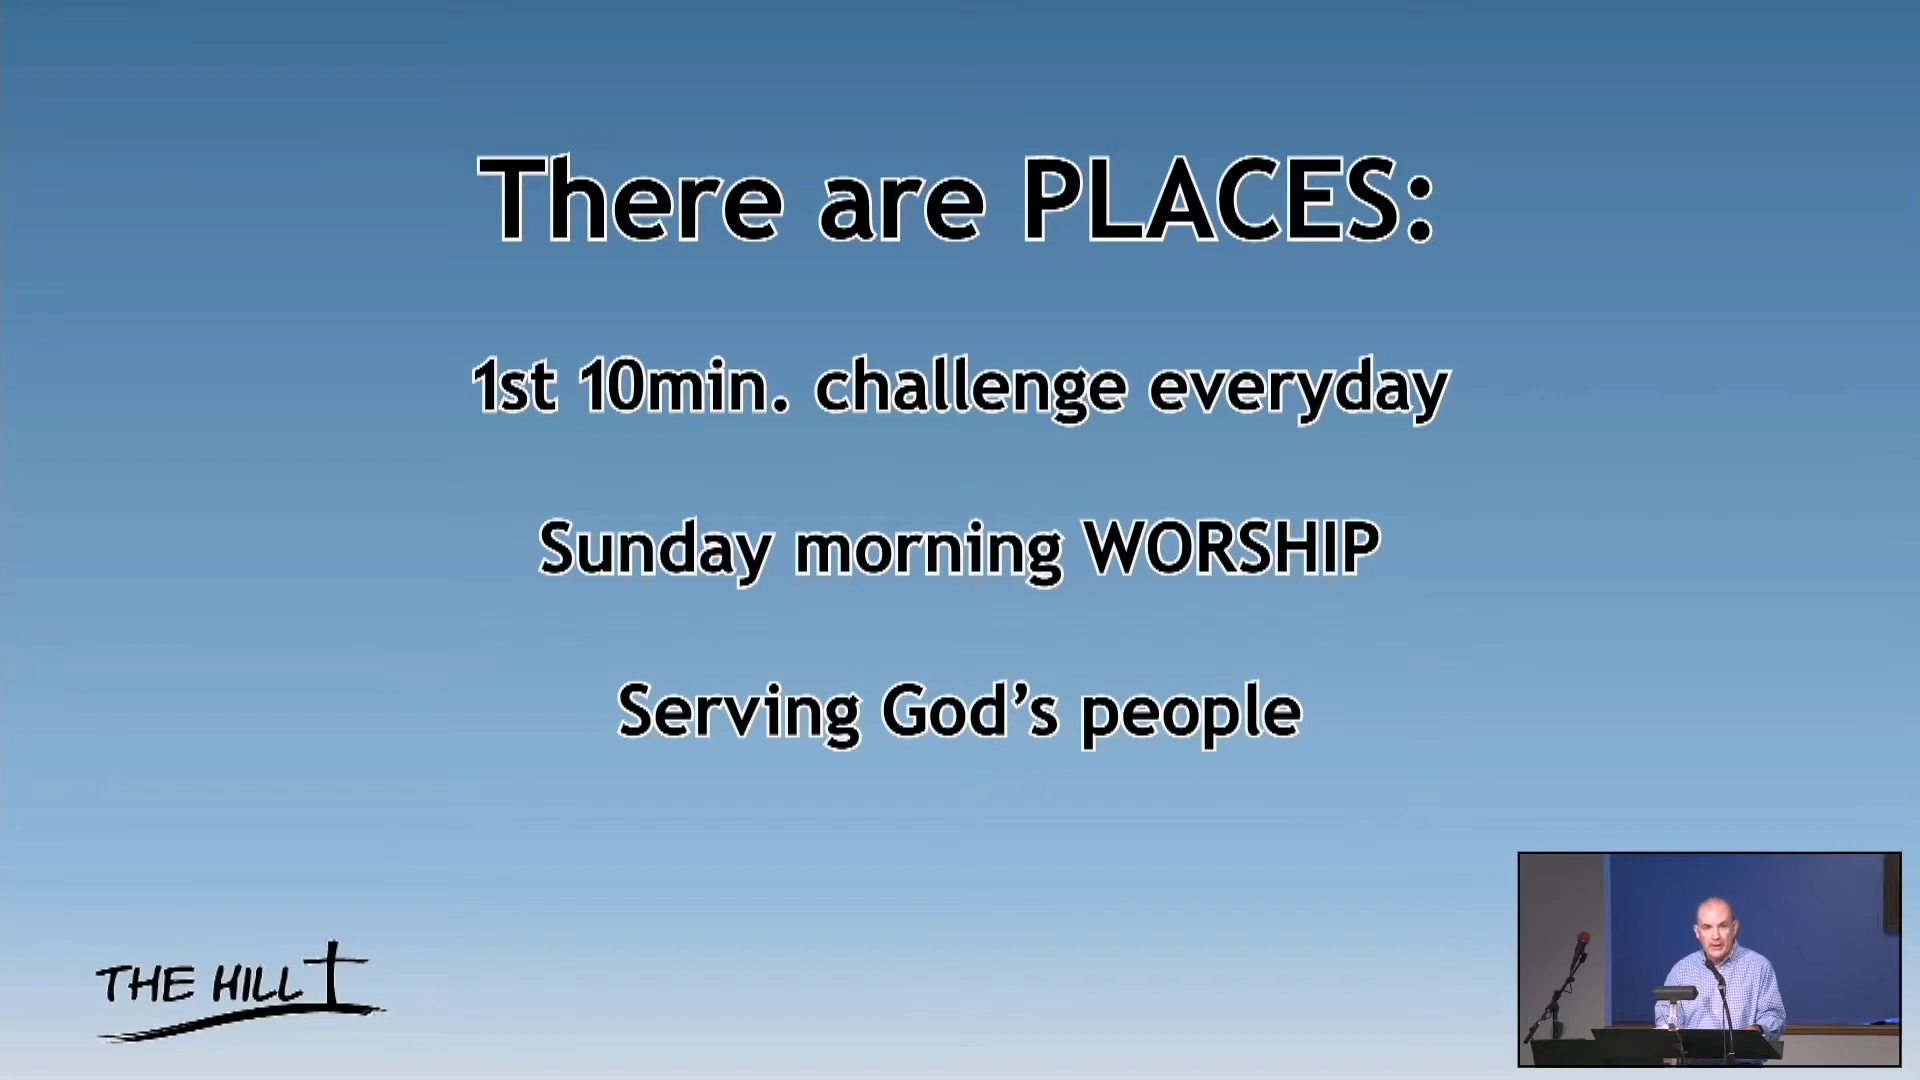 There are PLACES:
1st 10min. challenge everyday
Sunday morning WORSHIP
Serving God’s people
THE HILL